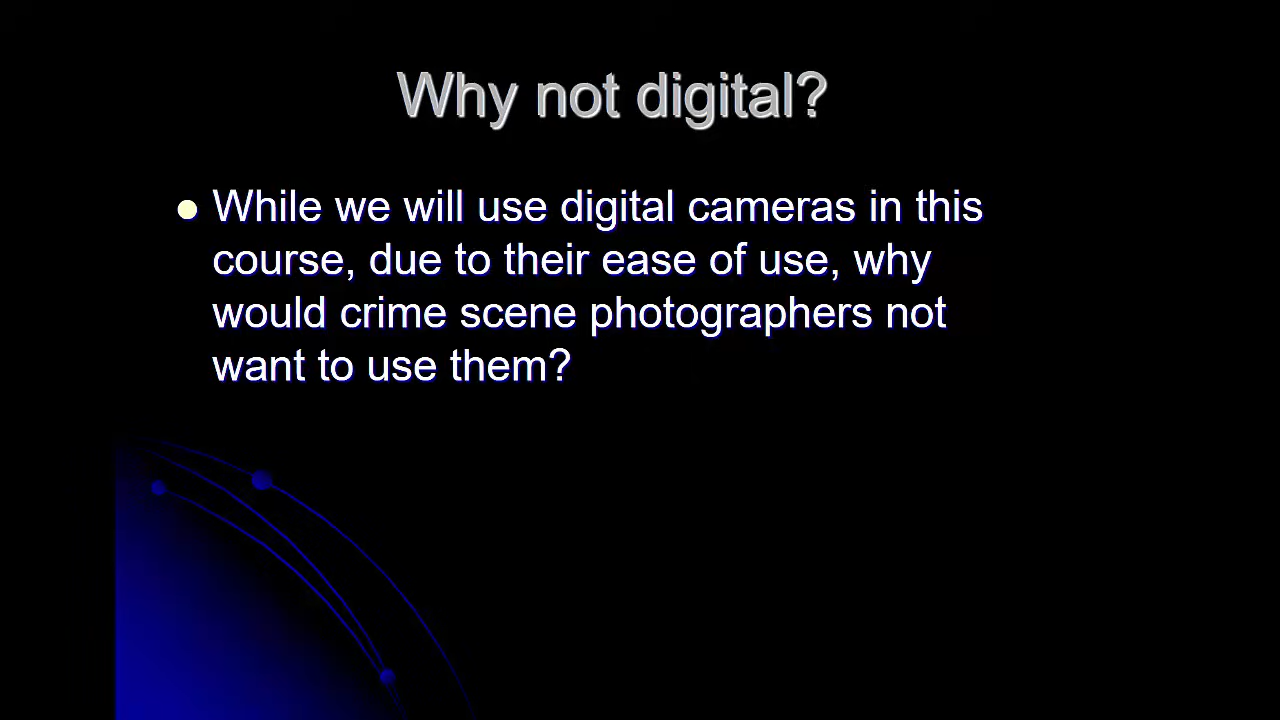 Why not digital?
While we will use digital cameras in this
course, due to their ease of use, why
would crime scene photographers not
want to use them?